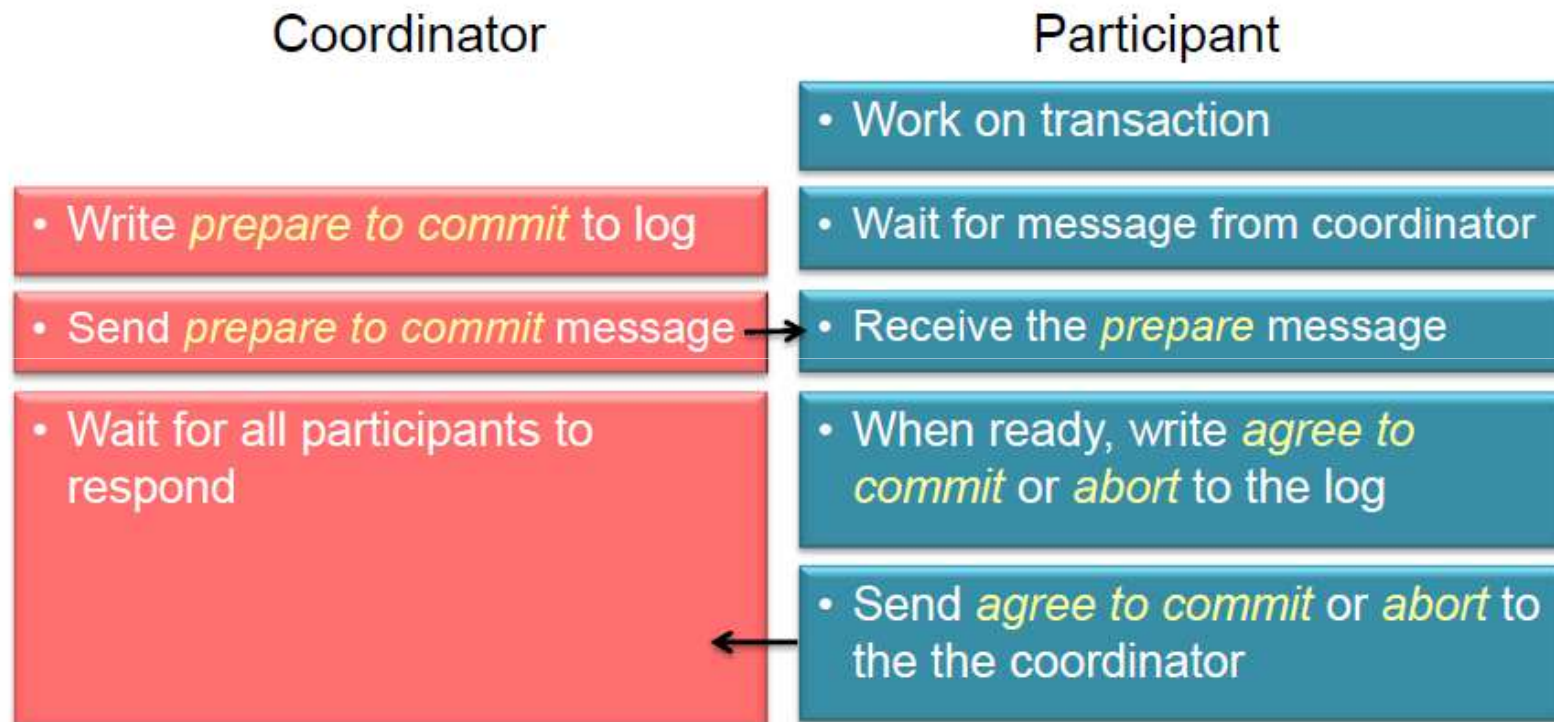 Coordinator
Participant
• Work on transaction
• Write prepare to commit to log
• Wait for message from coordinator
• Send prepare to commit message
• Receive the prepare message
• Wait for all participants to
respond
• When ready, write agree to
commit or abort to the log
• Send agree to commit or abort to
the the coordinator